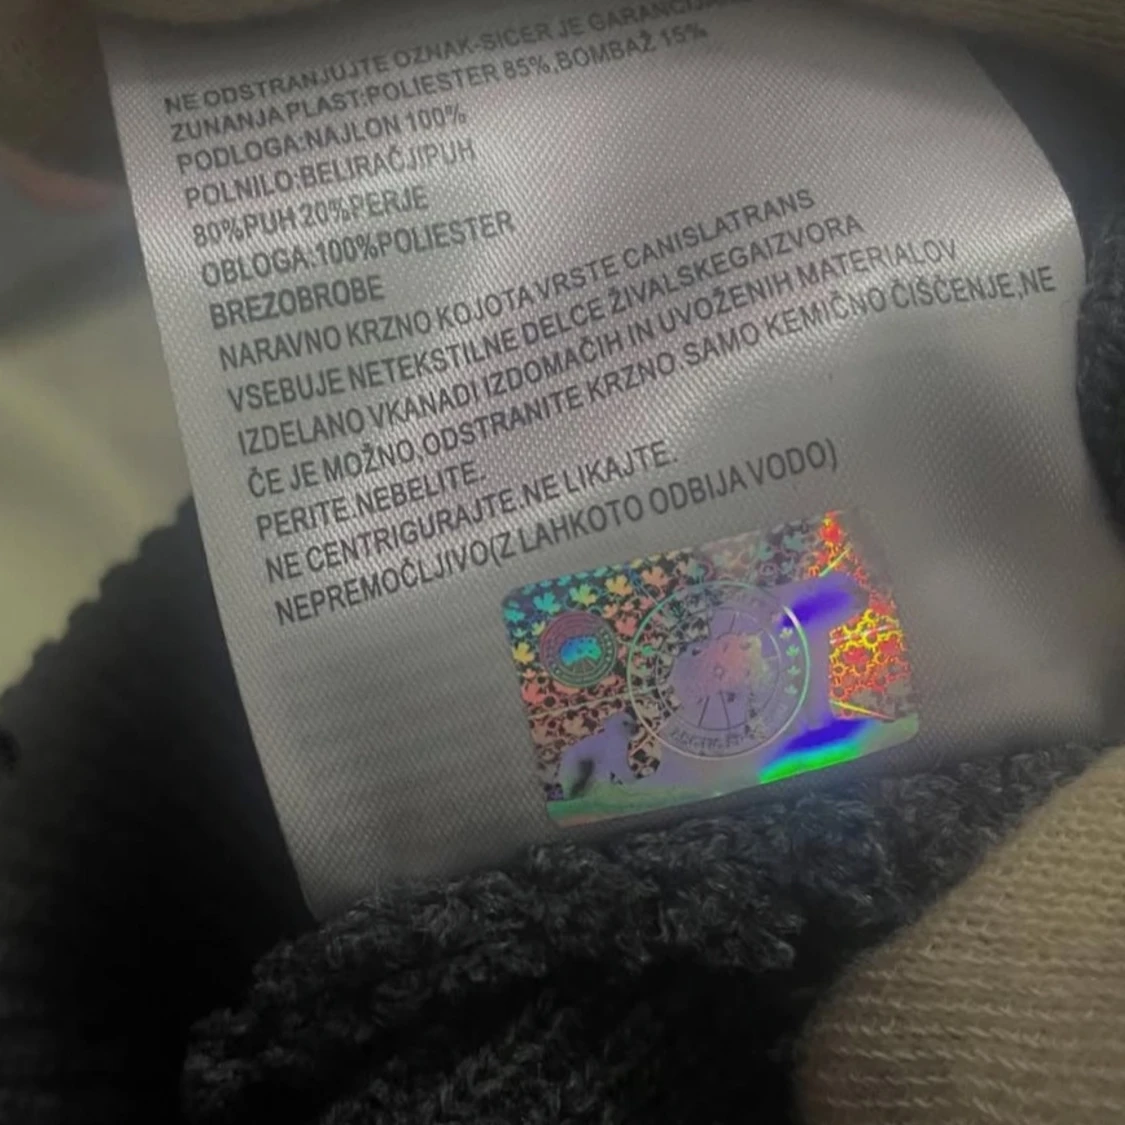 NE ODSTRANJUJTE OZNAK-SICER JE
ZUNANJA PLAST:POLIESTER 85%,BOMBAŽ 15%
PODLOGA:NAJLON 100%
POLNILO:BELIRAČJIPUH
80%PUH 20%PERJE
OBLOGA:100%POLIESTER
BREZOBROBE
NARAVNO KRZNO KOJOTA VRSTE CANISLATRANS
VSEBUJE NETEKSTILNE DELCE ŽIVALSKEGAIZVORA
IZDELANO VKANADI IZDOMAČIH IN UVOŽENIH MATERIALOV
ČE JE MOŽNO,ODSTRANITE KRZNO.SAMO KEMIČNO ČIŠČENJE,NE
PERITE.NEBELITE.
NE CENTRIGURAJTE.NE LIKAJTE.
NEPREMOČLJIVO(Z LAHKOTO ODBIJA VODO)